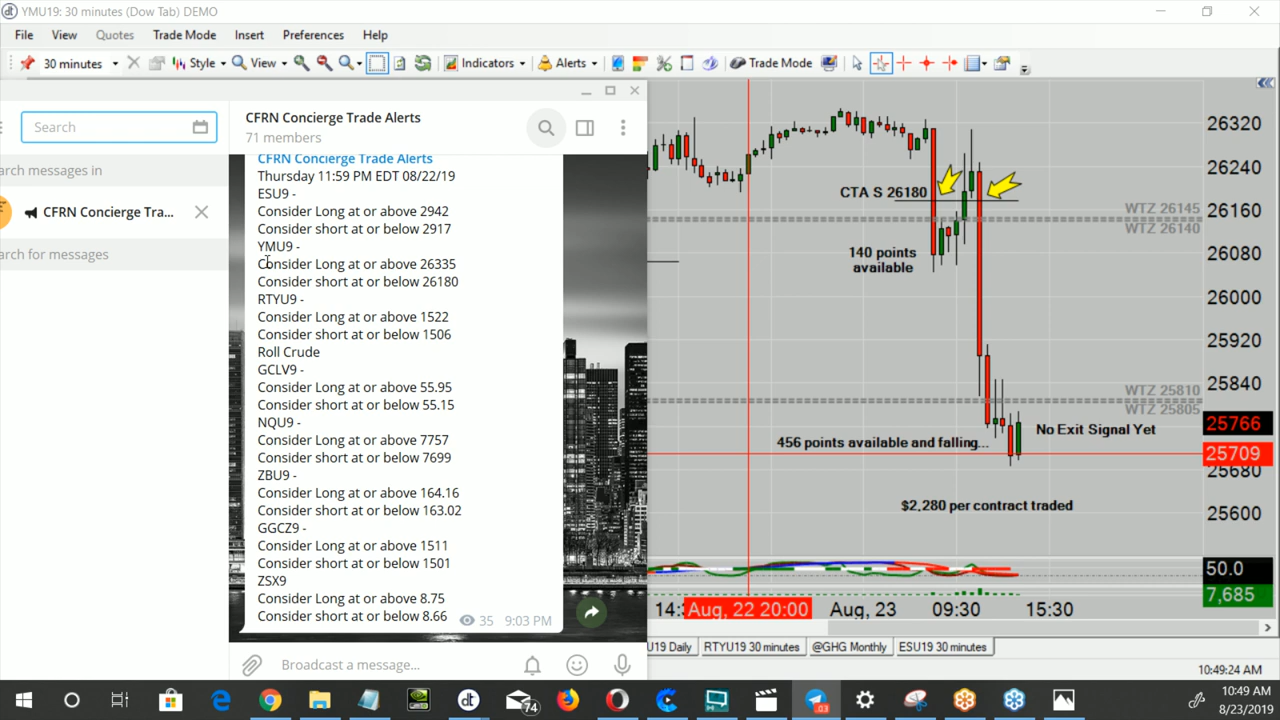 YMU19: 30 minutes (Dow Tab) DEMO
File View Quotes Trade Mode Insert Preferences Help
30 minutes Style View Indicators Alerts Trade Mode
Search
arch messages in
CFRN Concierge Tra...
arch for messages
CFRN Concierge Trade Alerts
71 members
CFRN Concierge Trade Alerts
Thursday 11:59 PM EDT 08/22/19
ESU9 -
Consider Long at or above 2942
Consider short at or below 2917
YMU9 -
Consider Long at or above 26335
Consider short at or below 26180
RTYU9 -
Consider Long at or above 1522
Consider short at or below 1506
Roll Crude
GCLV9 -
Consider Long at or above 55.95
Consider short at or below 55.15
NQU9 -
Consider Long at or above 7757
Consider short at or below 7699
ZBU9 -
Consider Long at or above 164.16
Consider short at or below 163.02
GGCZ9 -
Consider Long at or above 1511
Consider short at or below 1501
ZSX9
Consider Long at or above 8.75
Consider short at or below 8.66
35 9:03 PM
Broadcast a message...
CTA S 26180
140 points
available
WTZ 26145
WTZ 26140
WTZ 25810
WTZ 25805
No Exit Signal Yet
456 points available and falling...
$2,280 per contract traded
26320
26240
26160
26080
26000
25920
25840
25766
25709
25680
25600
50.0
7,685
14: Aug, 22 20:00 Aug, 23 09:30 15:30
U19 Daily RTYU19 30 minutes @GHG Monthly ESU19 30 minutes
10:49:24 AM
74
.03
10:49 AM
8/23/2019